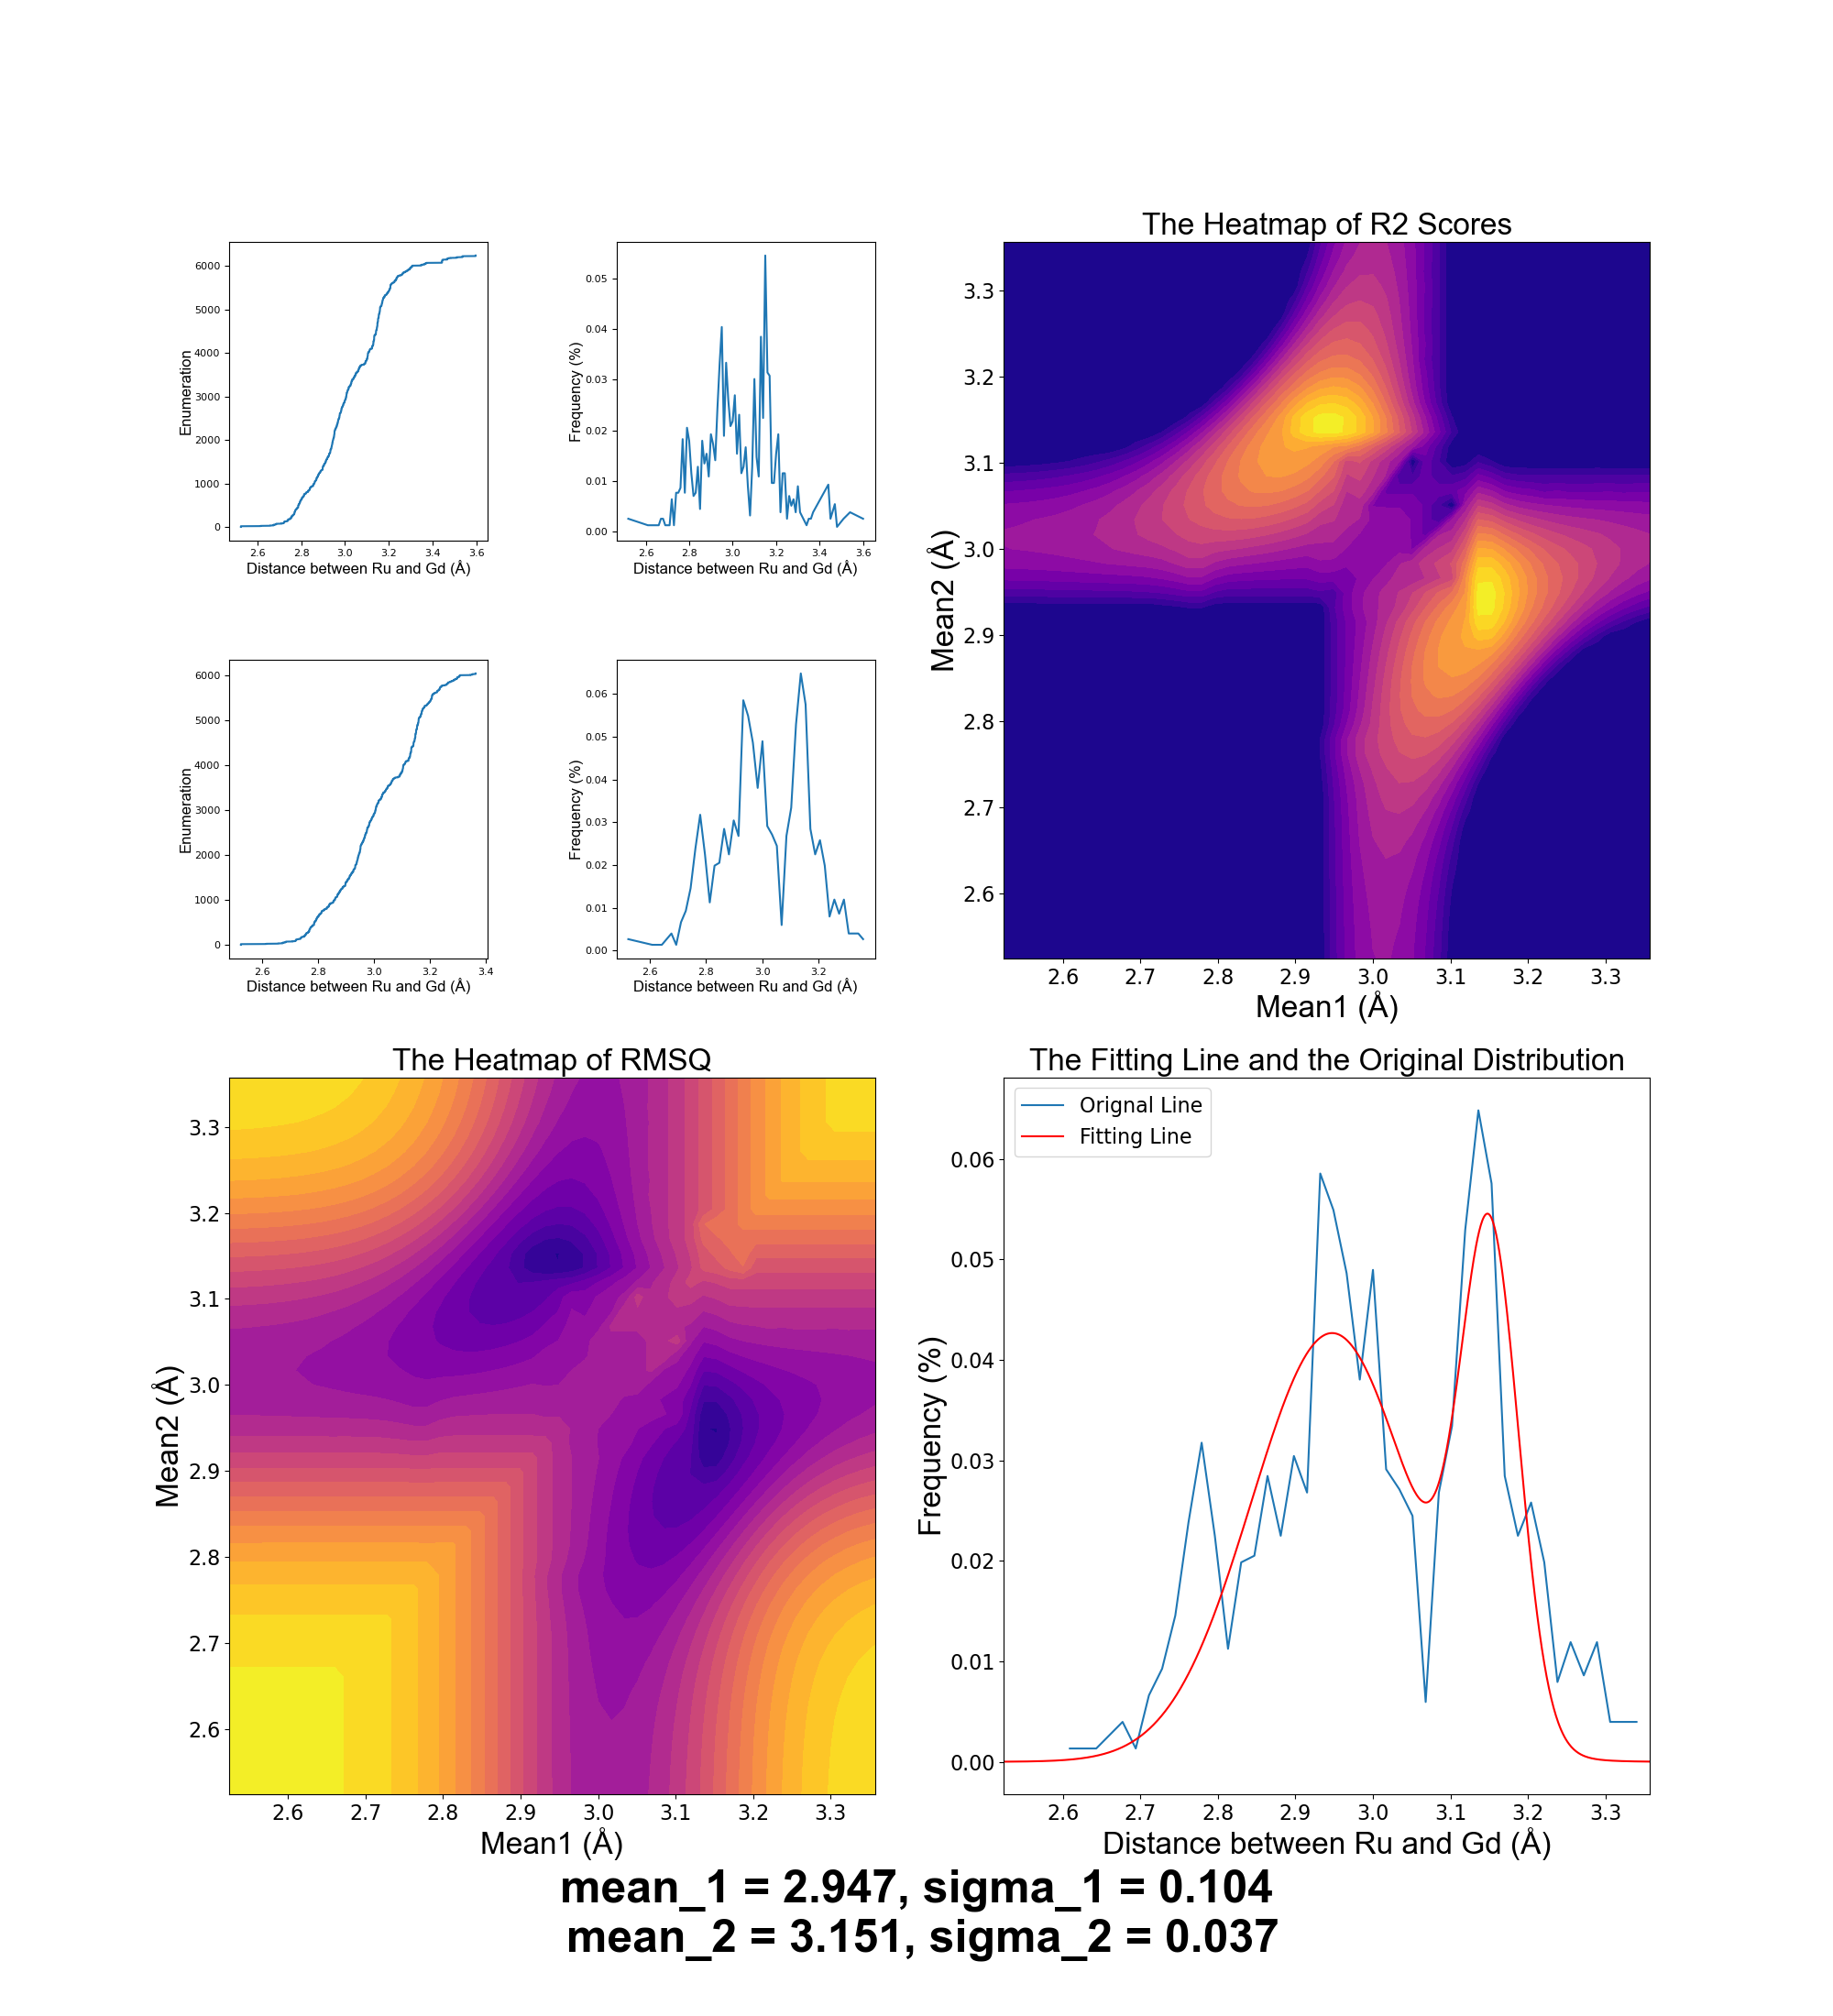 The Heatmap of R2 Scores
6000
5000
4000
3000
2000
1000
0
Enumeration
2.6 2.8 3.0 3.2 3.4 3.6
Distance between Ru and Gd (Å)
0.05
0.04
0.03
0.02
0.01
0.00
Frequency (%)
2.6 2.8 3.0 3.2 3.4 3.6
Distance between Ru and Gd (Å)
6000
5000
4000
3000
2000
1000
0
Enumeration
2.6 2.8 3.0 3.2 3.4
Distance between Ru and Gd (Å)
0.06
0.05
0.04
0.03
0.02
0.01
0.00
Frequency (%)
2.6 2.8 3.0 3.2
Distance between Ru and Gd (Å)
3.3
3.2
3.1
3.0
2.9
2.8
2.7
2.6
Mean2 (Å)
2.6 2.7 2.8 2.9 3.0 3.1 3.2 3.3
Mean1 (Å)
The Heatmap of RMSQ
3.3
3.2
3.1
3.0
2.9
2.8
2.7
2.6
Mean2 (Å)
2.6 2.7 2.8 2.9 3.0 3.1 3.2 3.3
Mean1 (Å)
The Fitting Line and the Original Distribution
Orignal Line
Fitting Line
0.06
0.05
0.04
0.03
0.02
0.01
0.00
Frequency (%)
2.6 2.7 2.8 2.9 3.0 3.1 3.2 3.3
Distance between Ru and Gd (Å)
mean_1 = 2.947, sigma_1 = 0.104
mean_2 = 3.151, sigma_2 = 0.037